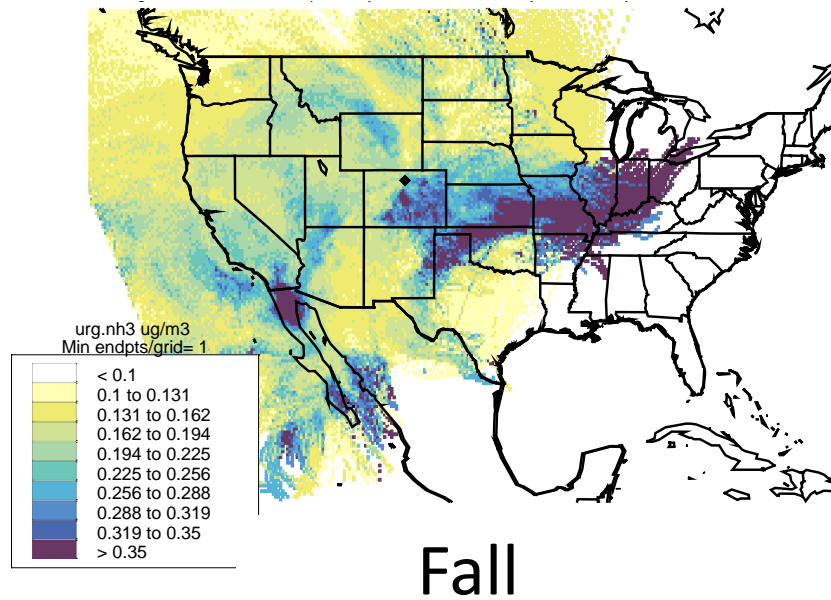 urg.nh3 ug/m3
Min endpts/grid= 1
< 0.1
0.1 to 0.131
0.131 to 0.162
0.162 to 0.194
0.194 to 0.225
0.225 to 0.256
0.256 to 0.288
0.288 to 0.319
0.319 to 0.35
> 0.35
Fall